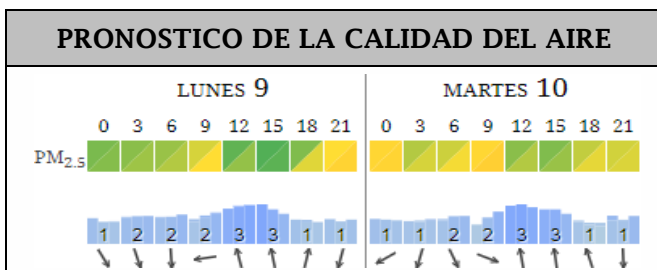 PRONOSTICO DE LA CALIDAD DEL AIRE
LUNES 9 MARTES 10
0 3 6 9 12 15 18 21 0 3 6 9 12 15 18 21
PM2.5
1 2 2 2 3 3 1 1 1 1 2 2 3 3 1 1